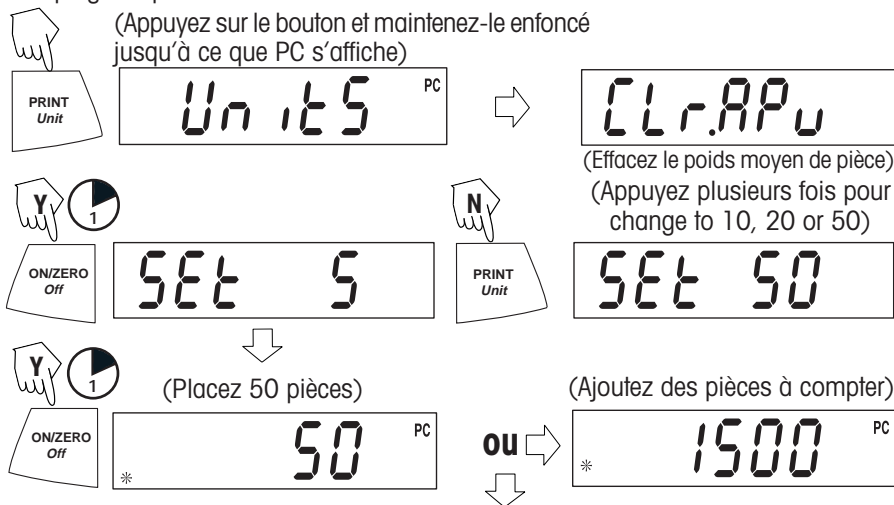 (Appuyez sur le bouton et maintenez-le enfoncé
jusqu'à ce que PC s'affiche)
PRINT
Unit
UnitS PC
CLr.APu
(Effacez le poids moyen de pièce)
Y
1
N
(Appuyez plusieurs fois pour
change to 10, 20 or 50)
ON/ZERO
Off
SEt 5
PRINT
Unit
SEt 50
Y
1
(Placez 50 pièces)
(Ajoutez des pièces à compter)
ON/ZERO
Off
50 PC
ou
1500 PC